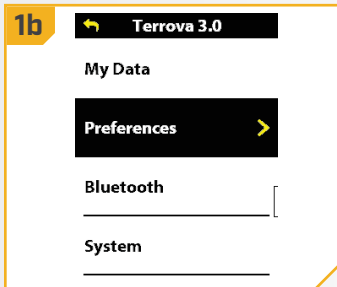 1b
Terrova 3.0
My Data
Preferences
Bluetooth
System